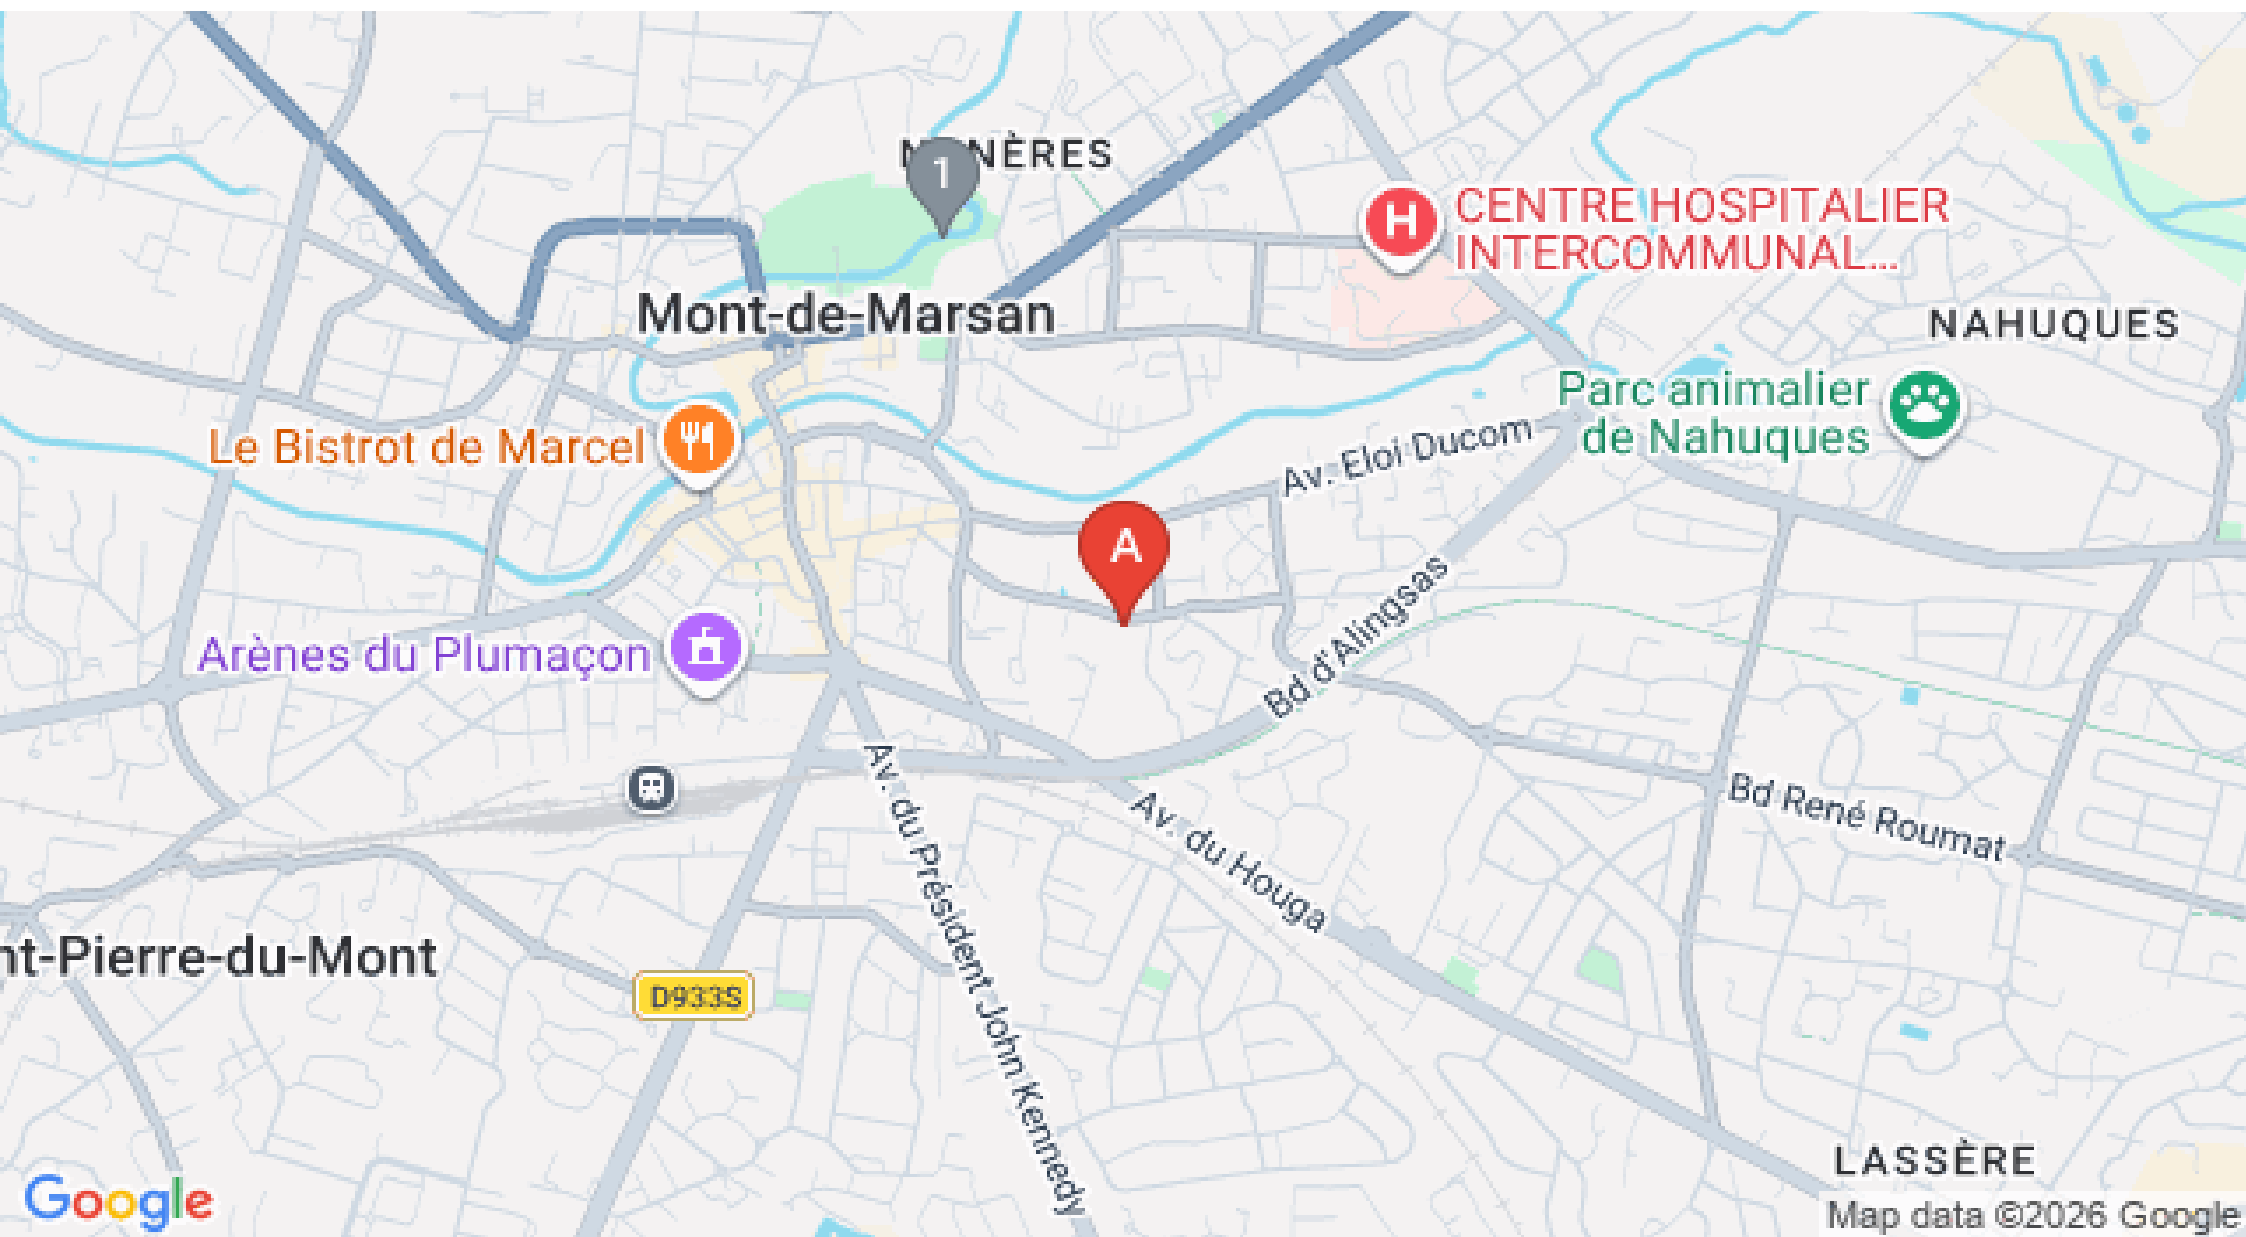 NÈRES
1
CENTRE HOSPITALIER
INTERCOMMUNAL...
Mont-de-Marsan
NAHUQUES
Parc animalier
de Nahuques
Le Bistrot de Marcel
Av. Eloi Ducom
A
Bd d'Alingsas
Arènes du Plumaçon
Av. du Président John Kennedy
Av. du Houga
Bd René Roumat
nt-Pierre-du-Mont
D933S
LASSÈRE
Google
Map data ©2026 Google